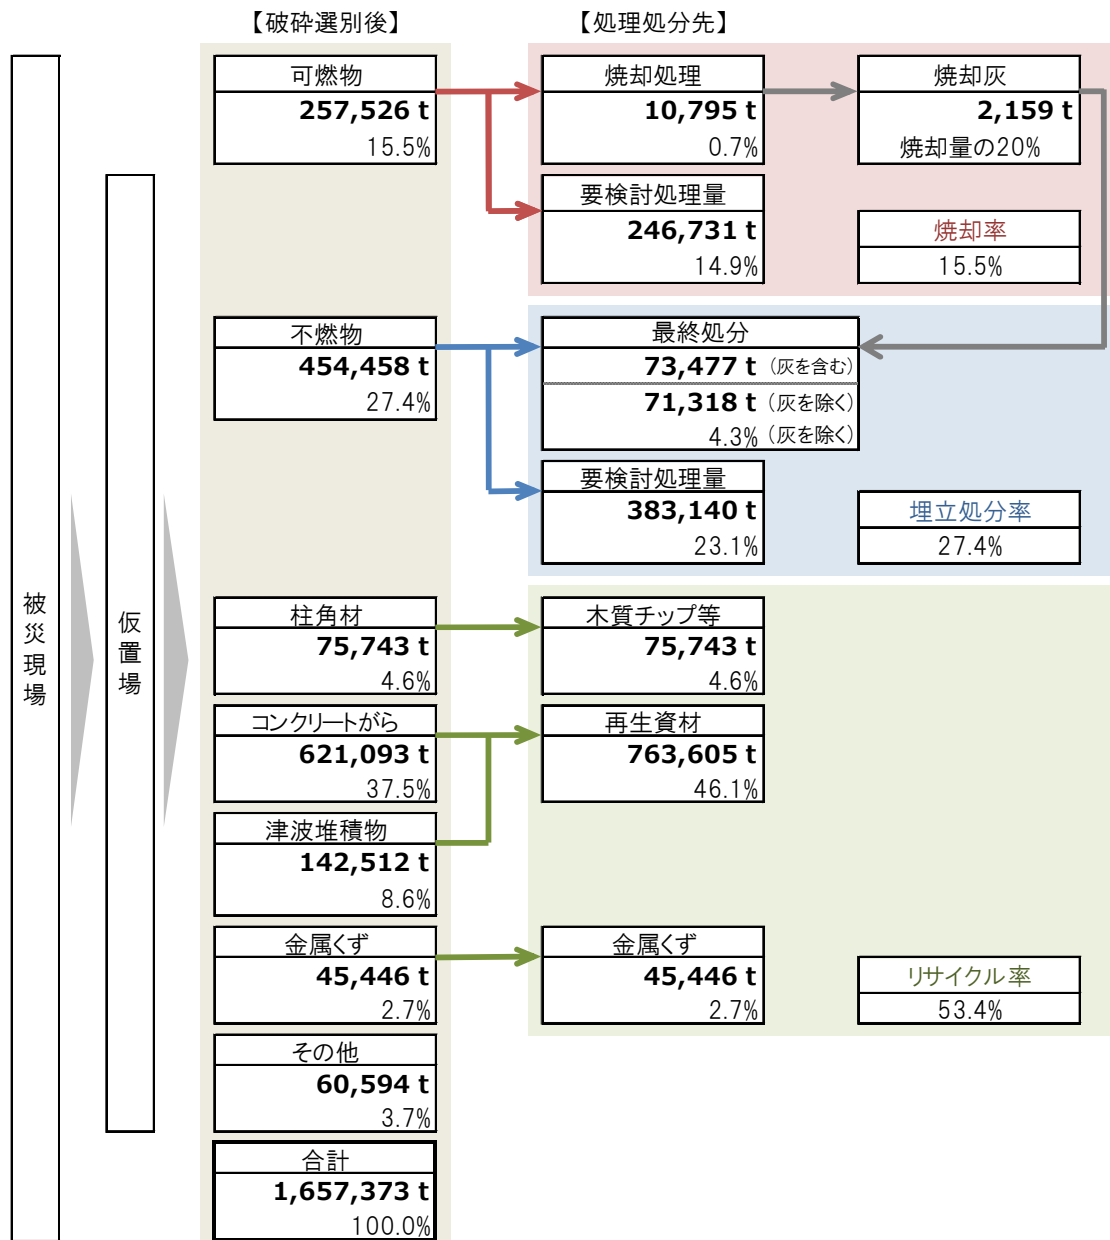 【破砕選別後】
【処理処分先】
被災現場
仮置場
可燃物
257,526 t
15.5%
焼却処理
10,795 t
0.7%
焼却灰
2,159 t
焼却量の20%
要検討処理量
246,731 t
14.9%
焼却率
15.5%
不燃物
454,458 t
27.4%
最終処分
73,477 t (灰を含む)
71,318 t (灰を除く)
4.3% (灰を除く)
要検討処理量
383,140 t
23.1%
埋立処分率
27.4%
柱角材
75,743 t
4.6%
木質チップ等
75,743 t
4.6%
コンクリートがら
621,093 t
37.5%
再生資材
763,605 t
46.1%
津波堆積物
142,512 t
8.6%
金属くず
45,446 t
2.7%
金属くず
45,446 t
2.7%
リサイクル率
53.4%
その他
60,594 t
3.7%
合計
1,657,373 t
100.0%